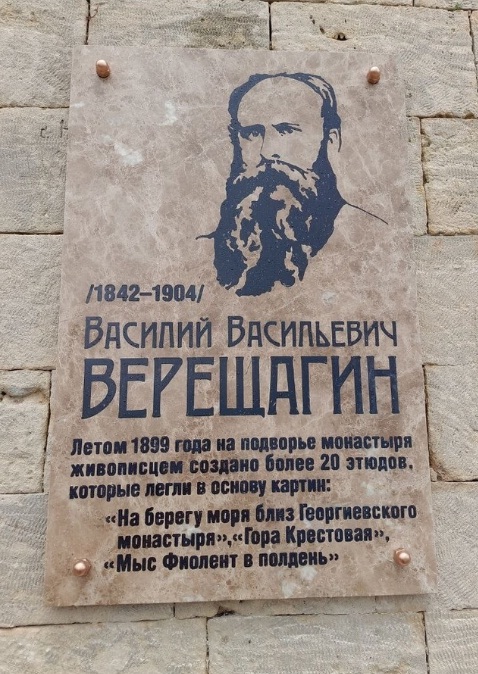 /1842–1904/
Василий Васильевич
ВЕРЕЩАГИН
Летом 1899 года на подворье монастыря
живописцем создано более 20 этюдов,
которые легли в основу картин:
«На берегу моря близ Георгиевского
монастыря»,«Гора Крестовая»,
«Мыс Фиолент в полдень»